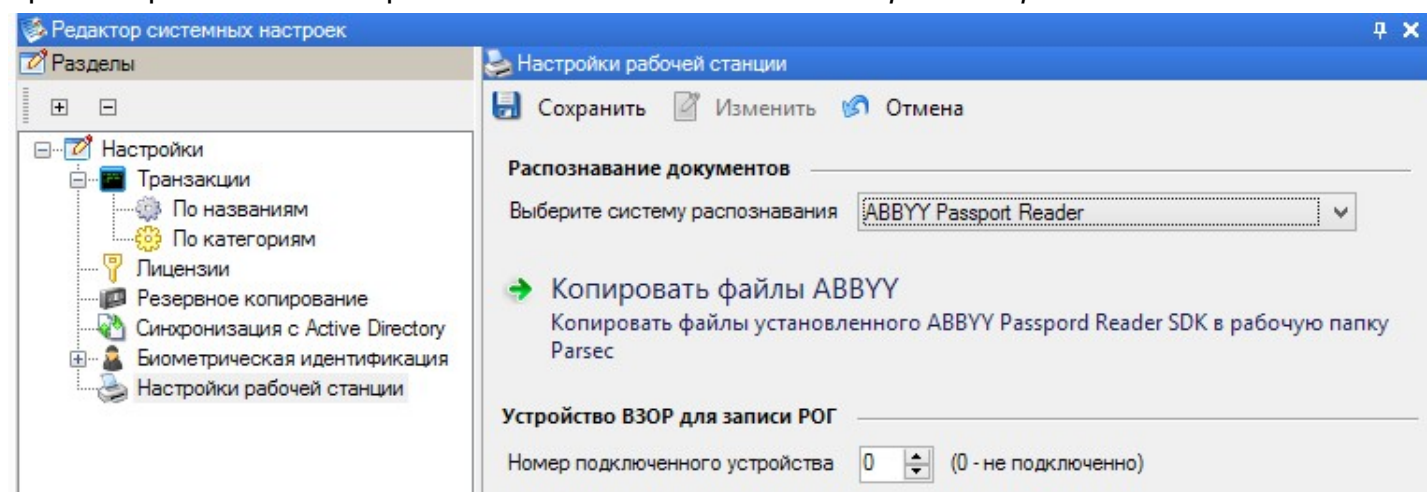 Редактор системных настроек
Разделы
Настройки
Транзакции
По названиям
По категориям
Лицензии
Резервное копирование
Синхронизация с Active Directory
Биометрическая идентификация
Настройки рабочей станции
Настройки рабочей станции
Сохранить Изменить Отмена
Распознавание документов
Выберите систему распознавания ABBYY Passport Reader
Копировать файлы ABBYY
Копировать файлы установленного ABBYY Passpord Reader SDK в рабочую папку
Parsec
Устройство ВЗОР для записи РОГ
Номер подключенного устройства 0 (0 - не подключенно)